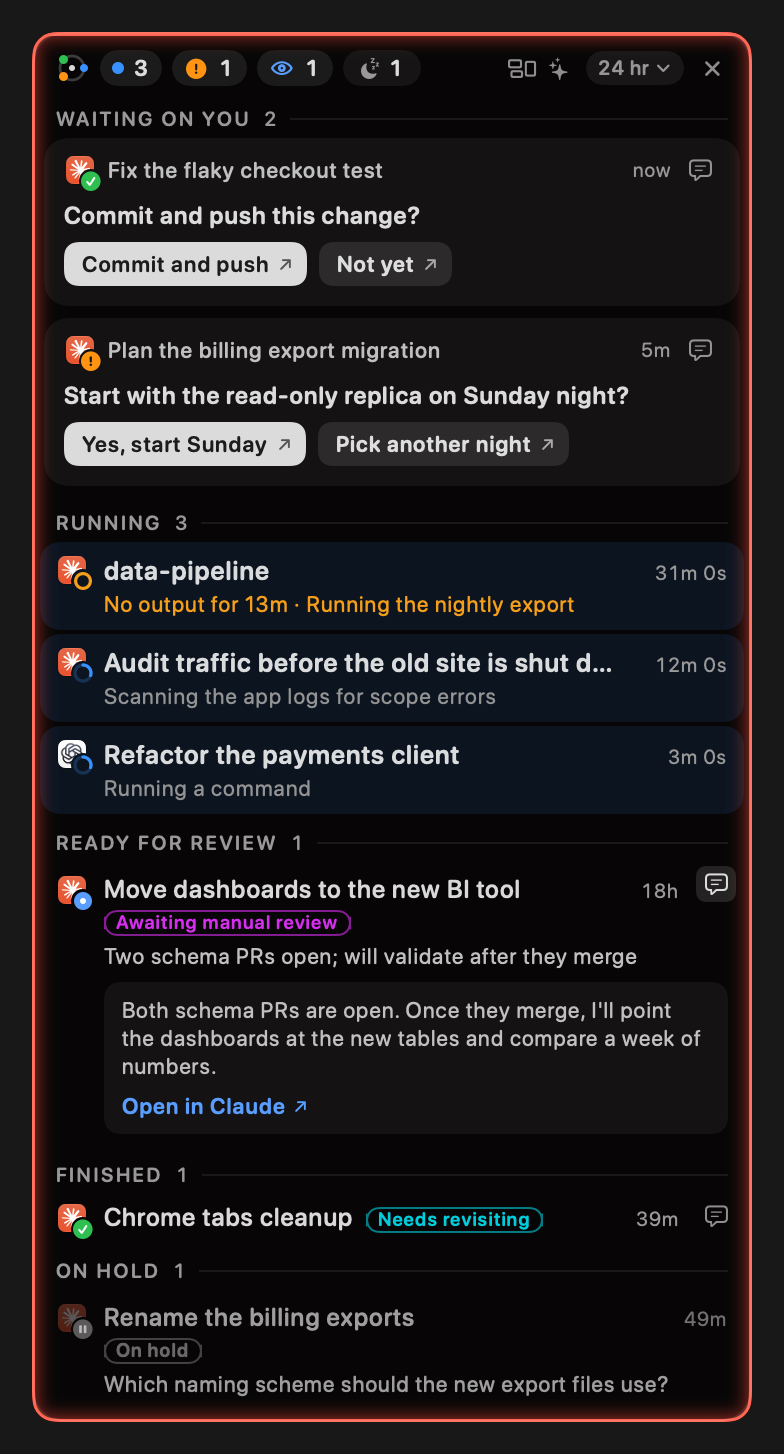 3 1 1 zzz 1 24 hr
WAITING ON YOU 2
Fix the flaky checkout test now
Commit and push this change?
Commit and push ↗ Not yet ↗
Plan the billing export migration 5m
Start with the read-only replica on Sunday night?
Yes, start Sunday ↗ Pick another night ↗
RUNNING 3
data-pipeline 31m 0s
No output for 13m · Running the nightly export
Audit traffic before the old site is shut d... 12m 0s
Scanning the app logs for scope errors
Refactor the payments client 3m 0s
Running a command
READY FOR REVIEW 1
Move dashboards to the new BI tool 18h
Awaiting manual review
Two schema PRs open; will validate after they merge
Both schema PRs are open. Once they merge, I'll point
the dashboards at the new tables and compare a week of
numbers.
Open in Claude ↗
FINISHED 1
Chrome tabs cleanup Needs revisiting 39m
ON HOLD 1
Rename the billing exports 49m
On hold
Which naming scheme should the new export files use?